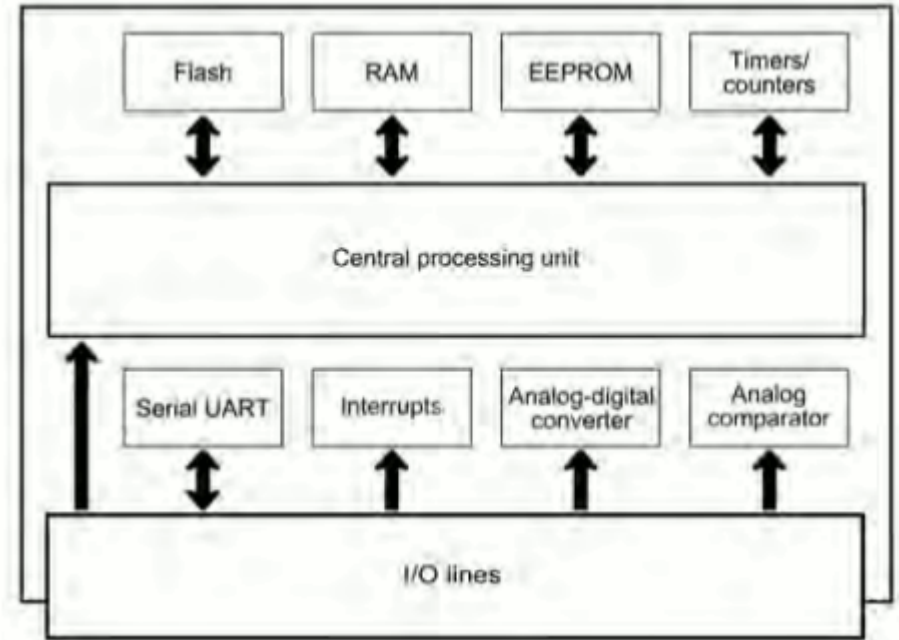 Flash
RAM
EEPROM
Timers/
counters
Central processing unit
Serial UART
Interrupts
Analog-digital
converter
Analog
comparator
I/O lines